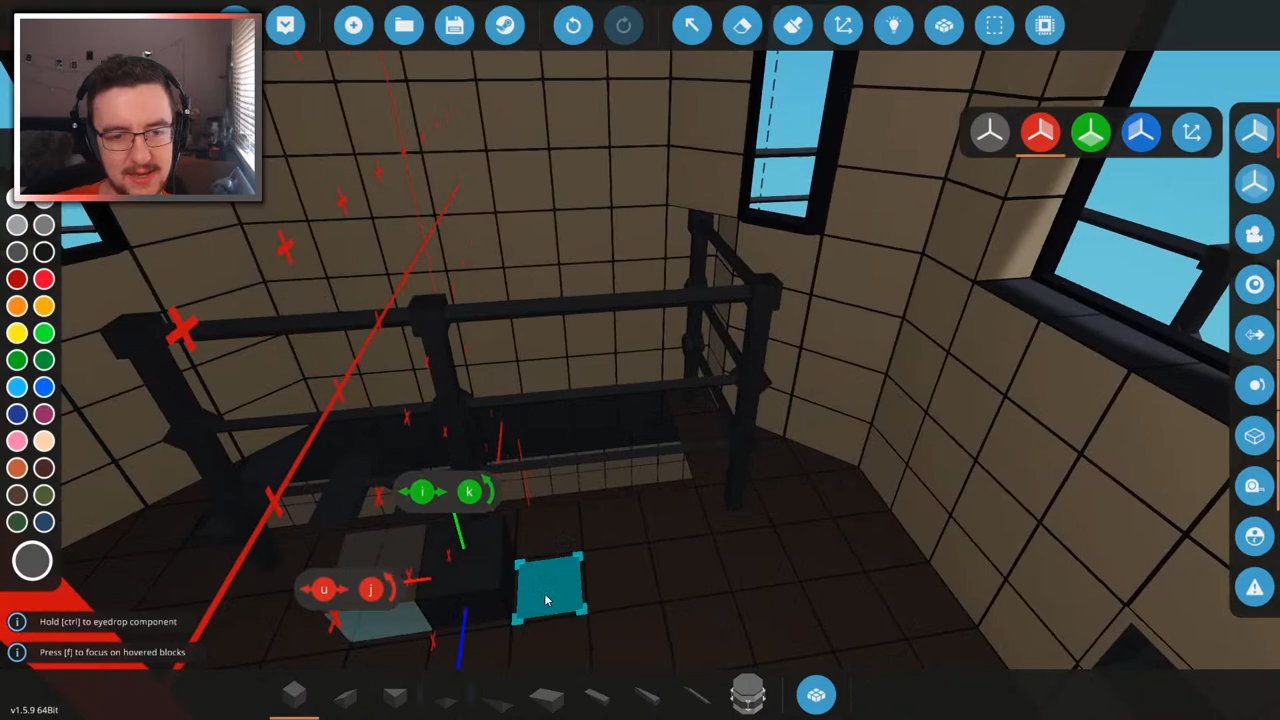 i k
u j
Hold [ctrl] to eyedrop component
Press [f] to focus on hovered blocks
v1.5.9 64Bit